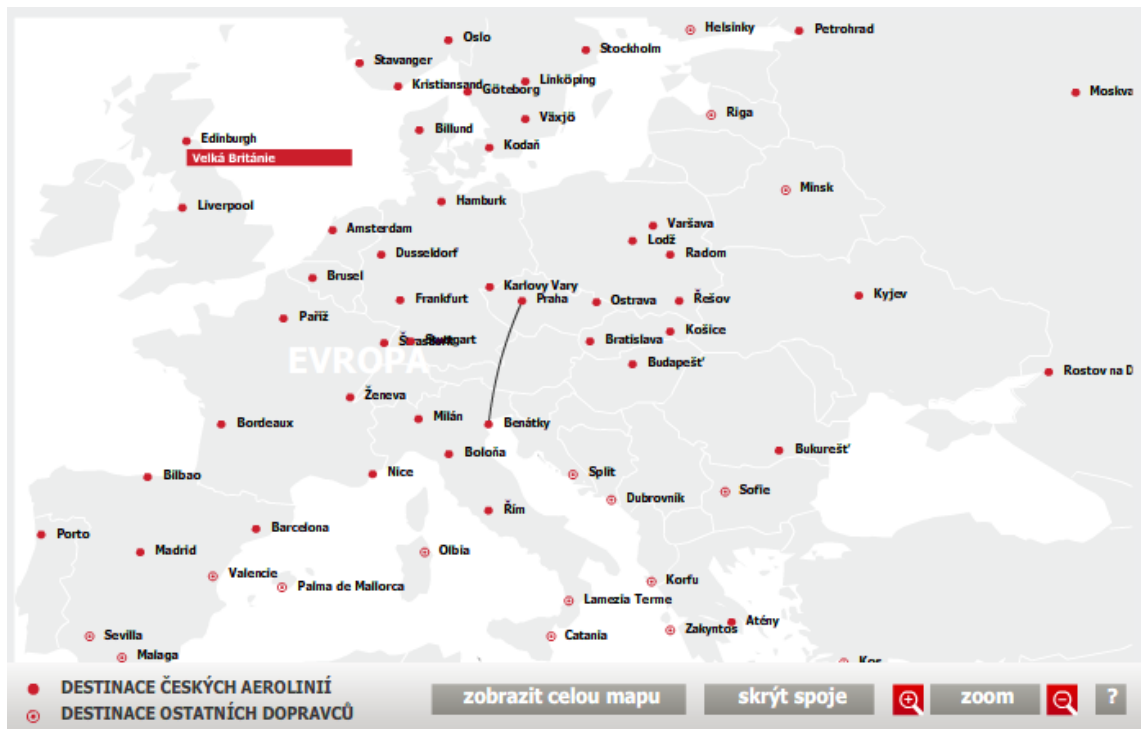 Helsinky
Petrohrad
Oslo
Stockholm
Stavanger
Linköping
Kristiansand
Göteborg
Moskva
Riga
Växjö
Billund
Edinburgh
Kodaň
Velká Británie
Minsk
Hamburk
Liverpool
Varšava
Amsterdam
Lodž
Dusseldorf
Radom
Brusel
Karlovy Vary
Kyjev
Frankfurt
Praha
Ostrava
Řešov
Paříž
Košice
Stuttgart
Bratislava
EVROPA
Budapešť
Rostov na D
Ženeva
Milán
Bordeaux
Benátky
Bukurešť
Boloňa
Bilbao
Nice
Split
Sofie
Dubrovník
Řím
Barcelona
Porto
Madrid
Olbia
Valencie
Korfu
Palma de Mallorca
Lamezia Terme
Atény
Zakyntos
Sevilla
Catania
Malaga
Kos
DESTINACE ČESKÝCH AEROLINIÍ
DESTINACE OSTATNÍCH DOPRAVCŮ
zobrazit celou mapu
skrýt spoje
zoom
?